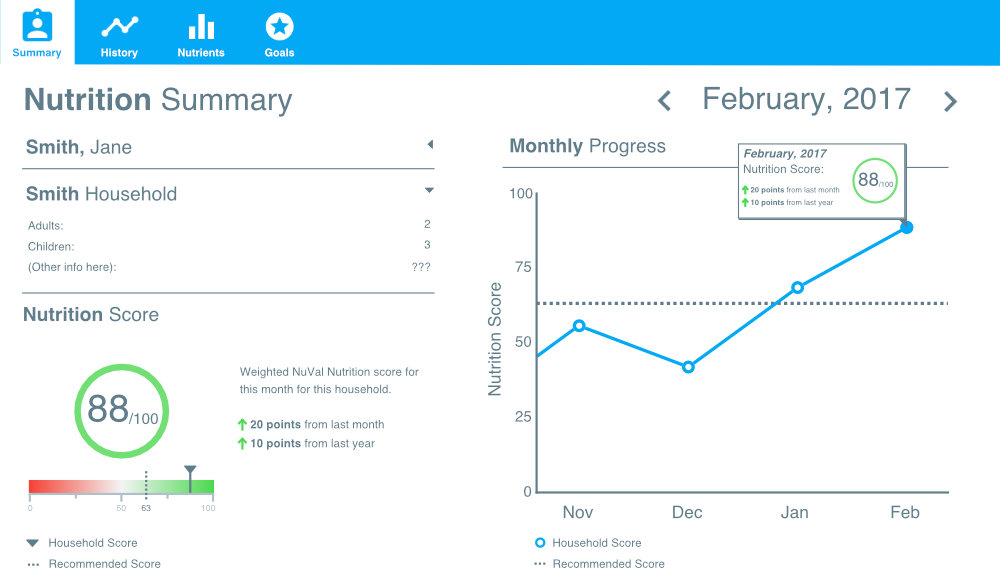 Summary
History
Nutrients
Goals
Nutrition Summary
February, 2017
Smith, Jane
Smith Household
Adults: 2
Children: 3
(Other info here): ???
Nutrition Score
88/100
Weighted NuVal Nutrition score for
this month for this household.
20 points from last month
10 points from last year
0 50 63 100
Household Score
Recommended Score
Monthly Progress
February, 2017
Nutrition Score:
20 points from last month
10 points from last year
88/100
Nutrition Score
100
75
50
25
0
Nov Dec Jan Feb
Household Score
Recommended Score